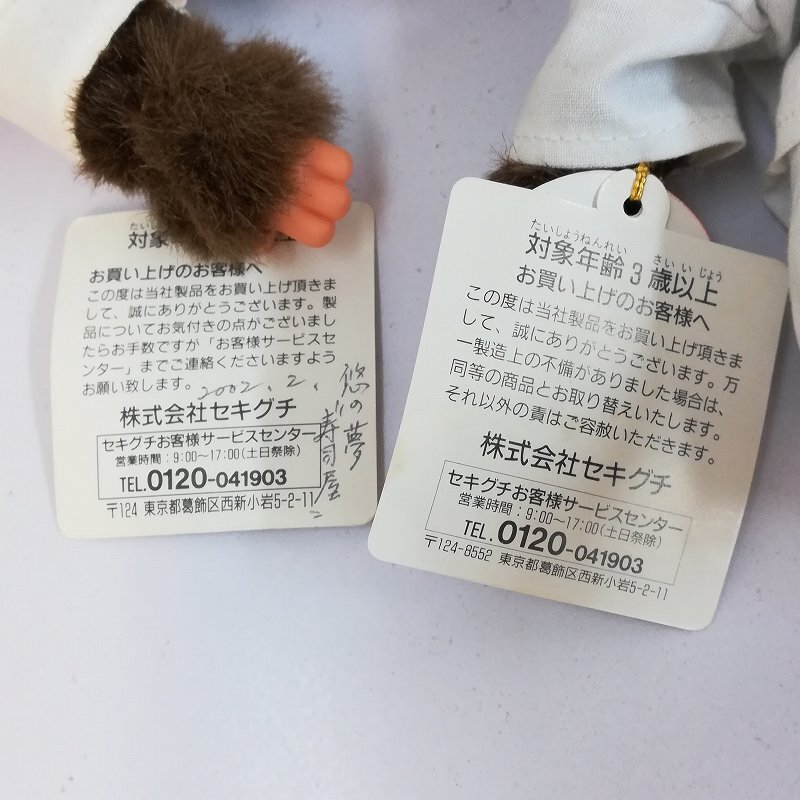 たいしょう
対象
お買い上げのお客様へ
この度は当社製品をお買い上げ頂きま
して、誠にありがとうございます。製
品についてお気付きの点がございまし
たらお手数ですが「お客様サービスセ
ンター」までご連絡くださいますよう
お願い致します。
2002.2.
悠の夢
寿司屋
株式会社セキグチ
セキグチお客様サービスセンター
営業時間:9:00〜17:00(土日祭除)
TEL.0120-041903
〒124 東京都葛飾区西新小岩5-2-11
たいしょうねんれい さいいじょう
対象年齢3歳以上
お買い上げのお客様へ
この度は当社製品をお買い上げ頂きま
して、誠にありがとうございます。万
一製造上の不備がありました場合は、
同等の商品とお取り替えいたします。
それ以外の責はご容赦いただきます。
株式会社セキグチ
セキグチお客様サービスセンター
営業時間:9:00〜17:00(土日祭除)
TEL.0120-041903
〒124-8552 東京都葛飾区西新小岩5-2-11